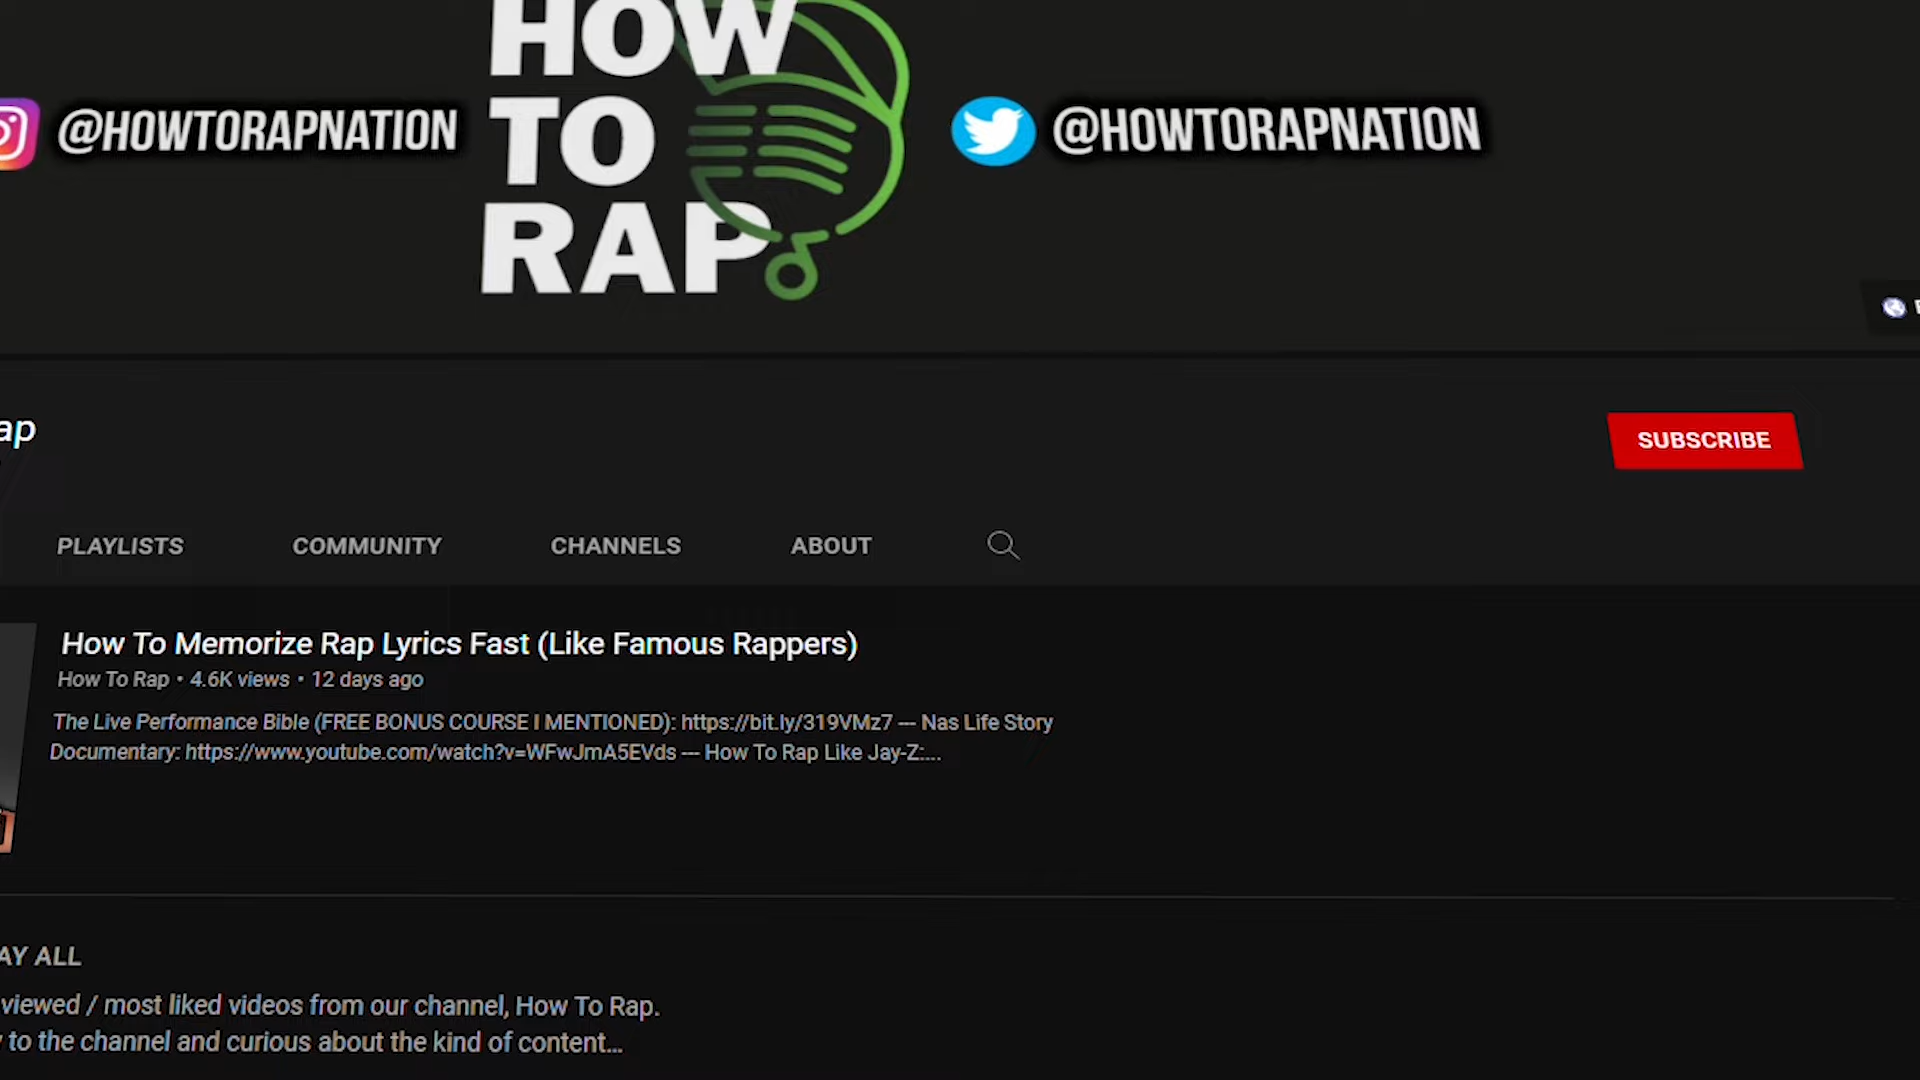 HOW
TO
RAP
@HOWTORAPNATION
@HOWTORAPNATION
ap
SUBSCRIBE
PLAYLISTS
COMMUNITY
CHANNELS
ABOUT
How To Memorize Rap Lyrics Fast (Like Famous Rappers)
How To Rap • 4.6K views • 12 days ago
The Live Performance Bible (FREE BONUS COURSE I MENTIONED): https://bit.ly/319VMz7 --- Nas Life Story
Documentary: https://www.youtube.com/watch?v=WFwJmA5EVds --- How To Rap Like Jay-Z:...
AY ALL
viewed / most liked videos from our channel, How To Rap.
to the channel and curious about the kind of content...